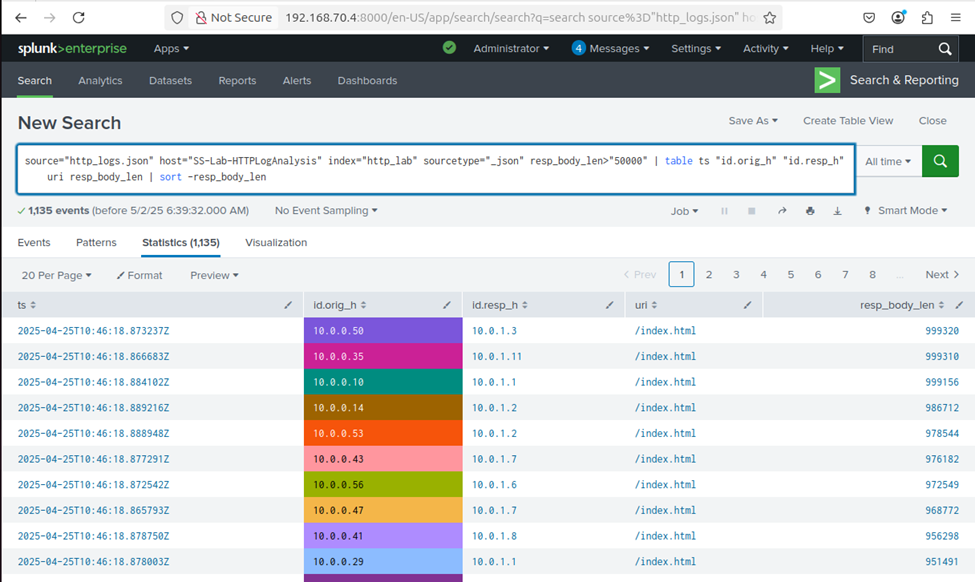 Not Secure 192.168.70.4:8000/en-US/app/search/search?q=search source%3D"http_logs.json" ho
splunk>enterprise Apps Administrator 4 Messages Settings Activity Help Find
Search Analytics Datasets Reports Alerts Dashboards Search & Reporting
New Search Save As Create Table View Close
source="http_logs.json" host="SS-Lab-HTTPLogAnalysis" index="http_lab" sourcetype="_json" resp_body_len>"50000" | table ts "id.orig_h" "id.resp_h"
uri resp_body_len | sort -resp_body_len
All time
1,135 events (before 5/2/25 6:39:32.000 AM) No Event Sampling Job Smart Mode
Events Patterns Statistics (1,135) Visualization
20 Per Page Format Preview < Prev 1 2 3 4 5 6 7 8 ... Next >
ts id.orig_h id.resp_h uri resp_body_len
2025-04-25T10:46:18.873237Z 10.0.0.50 10.0.1.3 /index.html 999320
2025-04-25T10:46:18.866683Z 10.0.0.35 10.0.1.11 /index.html 999310
2025-04-25T10:46:18.884102Z 10.0.0.10 10.0.1.1 /index.html 999156
2025-04-25T10:46:18.889216Z 10.0.0.14 10.0.1.2 /index.html 986712
2025-04-25T10:46:18.888948Z 10.0.0.53 10.0.1.2 /index.html 978544
2025-04-25T10:46:18.877291Z 10.0.0.43 10.0.1.7 /index.html 976182
2025-04-25T10:46:18.872542Z 10.0.0.56 10.0.1.6 /index.html 972549
2025-04-25T10:46:18.865793Z 10.0.0.47 10.0.1.7 /index.html 968772
2025-04-25T10:46:18.878750Z 10.0.0.41 10.0.1.8 /index.html 956298
2025-04-25T10:46:18.878003Z 10.0.0.29 10.0.1.1 /index.html 951491